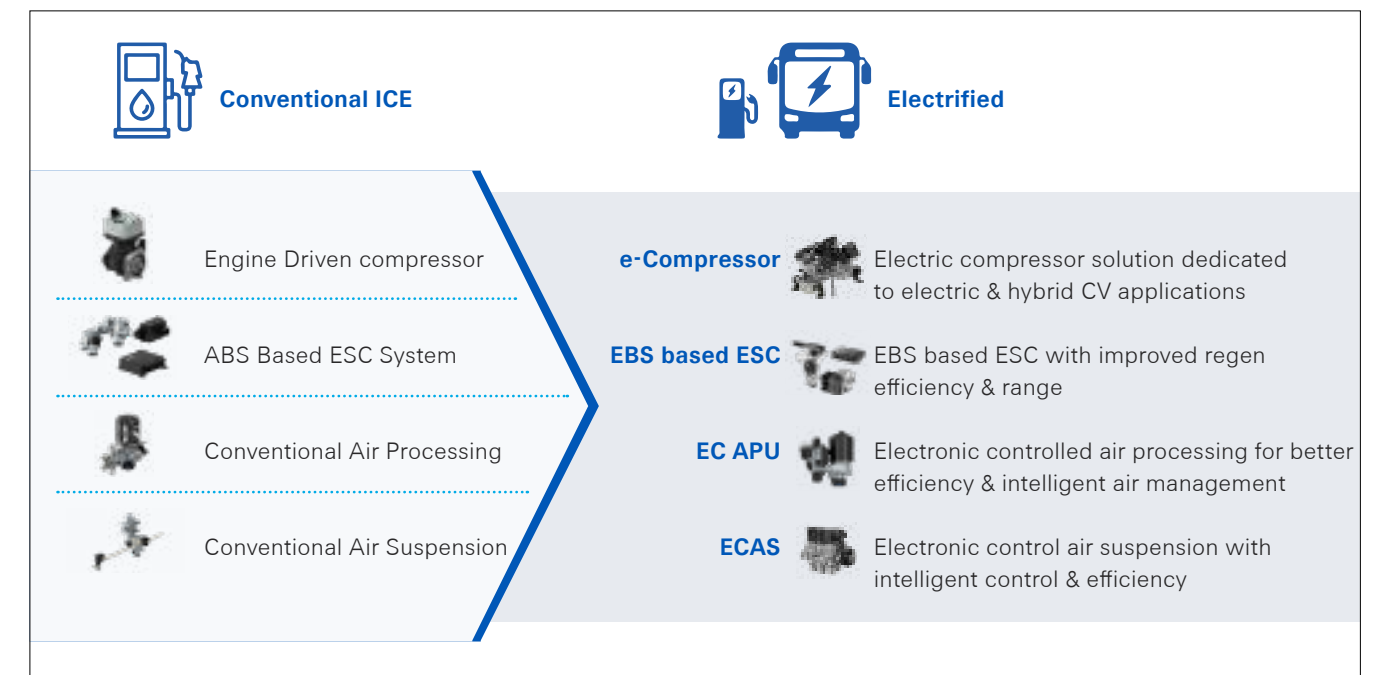 Conventional ICE
Electrified
Engine Driven compressor
ABS Based ESC System
Conventional Air Processing
Conventional Air Suspension
e-Compressor
Electric compressor solution dedicated
to electric & hybrid CV applications
EBS based ESC
EBS based ESC with improved regen
efficiency & range
EC APU
Electronic controlled air processing for better
efficiency & intelligent air management
ECAS
Electronic control air suspension with
intelligent control & efficiency